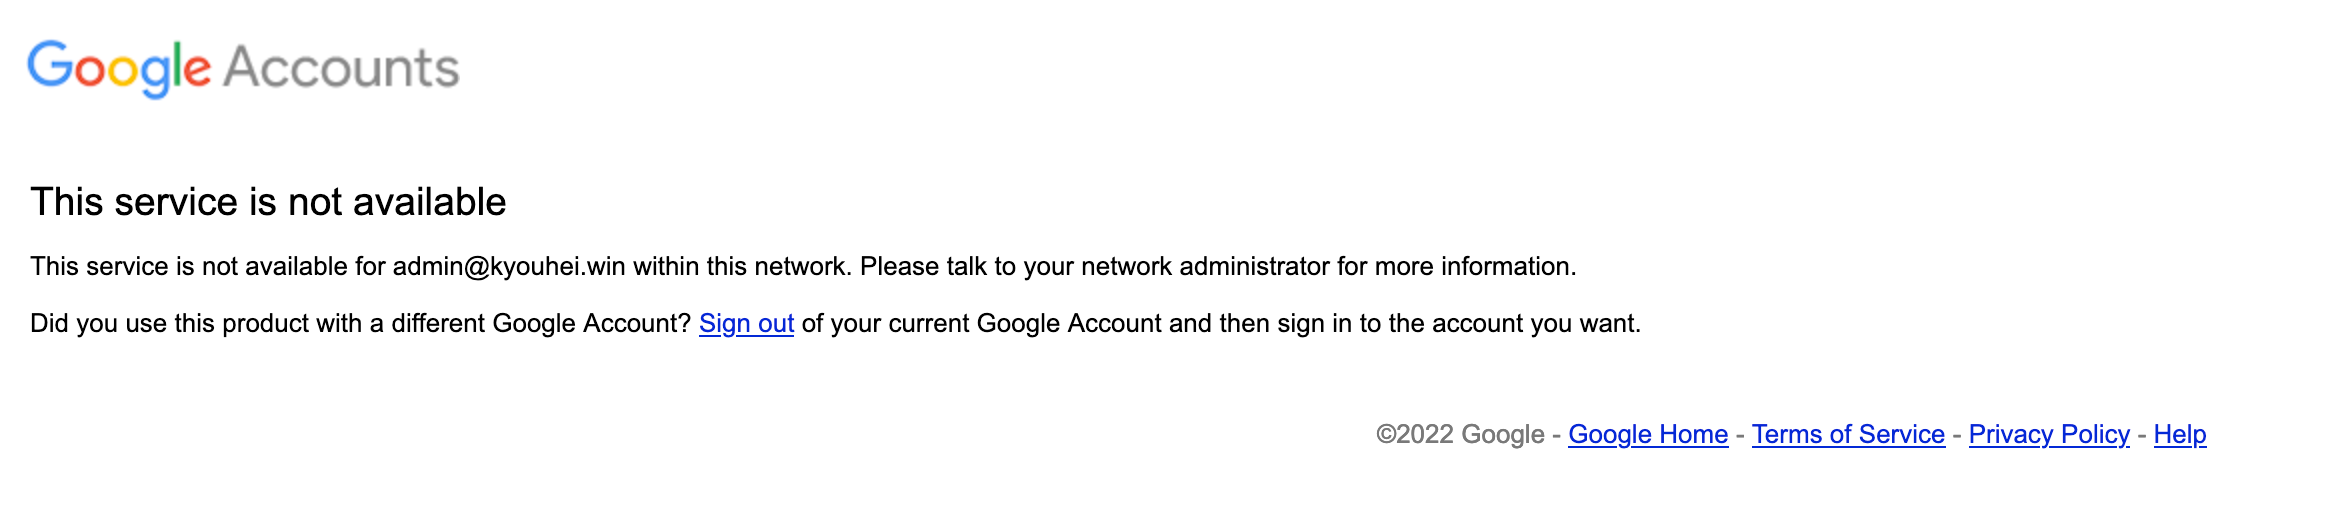 Google Accounts
This service is not available
This service is not available for admin@kyouhei.win within this network. Please talk to your network administrator for more information.
Did you use this product with a different Google Account? Sign out of your current Google Account and then sign in to the account you want.
©2022 Google - Google Home - Terms of Service - Privacy Policy - Help